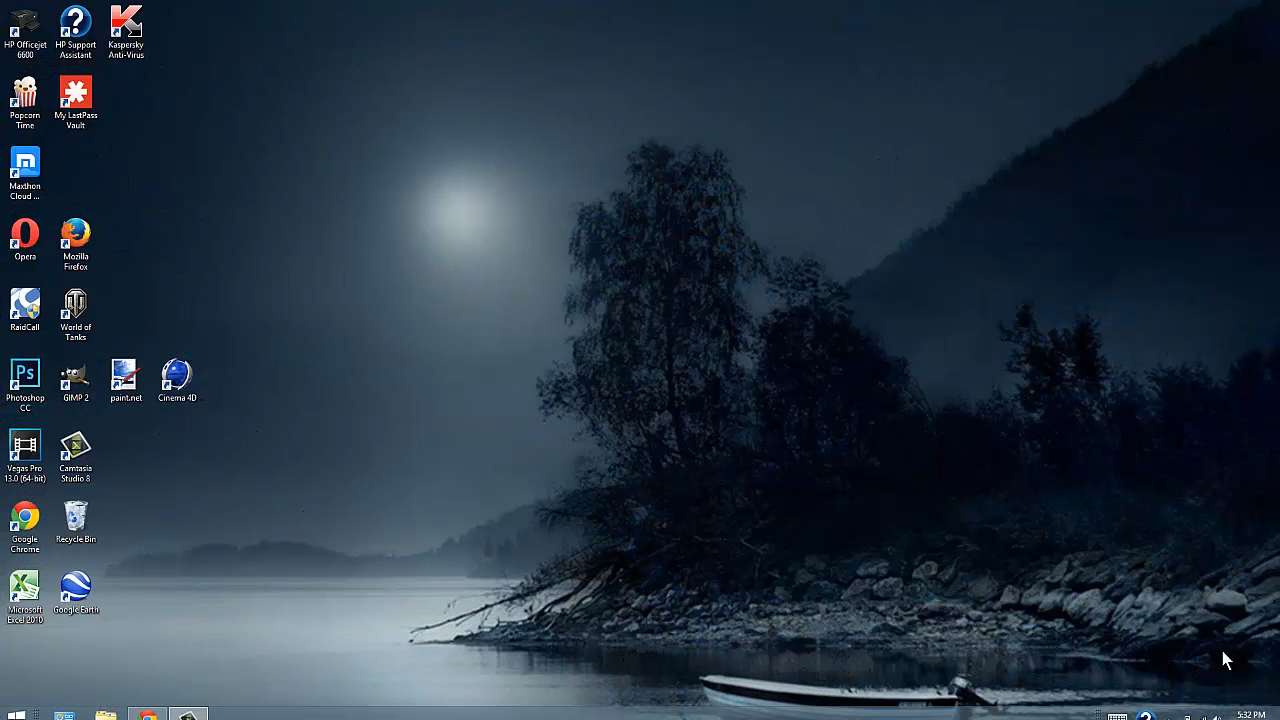 HP Officejet
6600
HP Support
Assistant
Kaspersky
Anti-Virus
Popcorn
Time
My LastPass
Vault
Maxthon
Cloud ...
Opera
Mozilla
Firefox
RaidCall
World of
Tanks
Ps
Photoshop
CC
GIMP 2
paint.net
Cinema 4D
Vegas Pro
13.0 (64-bit)
Camtasia
Studio 8
Google
Chrome
Recycle Bin
Microsoft
Excel 2010
Google Earth
5:32 PM